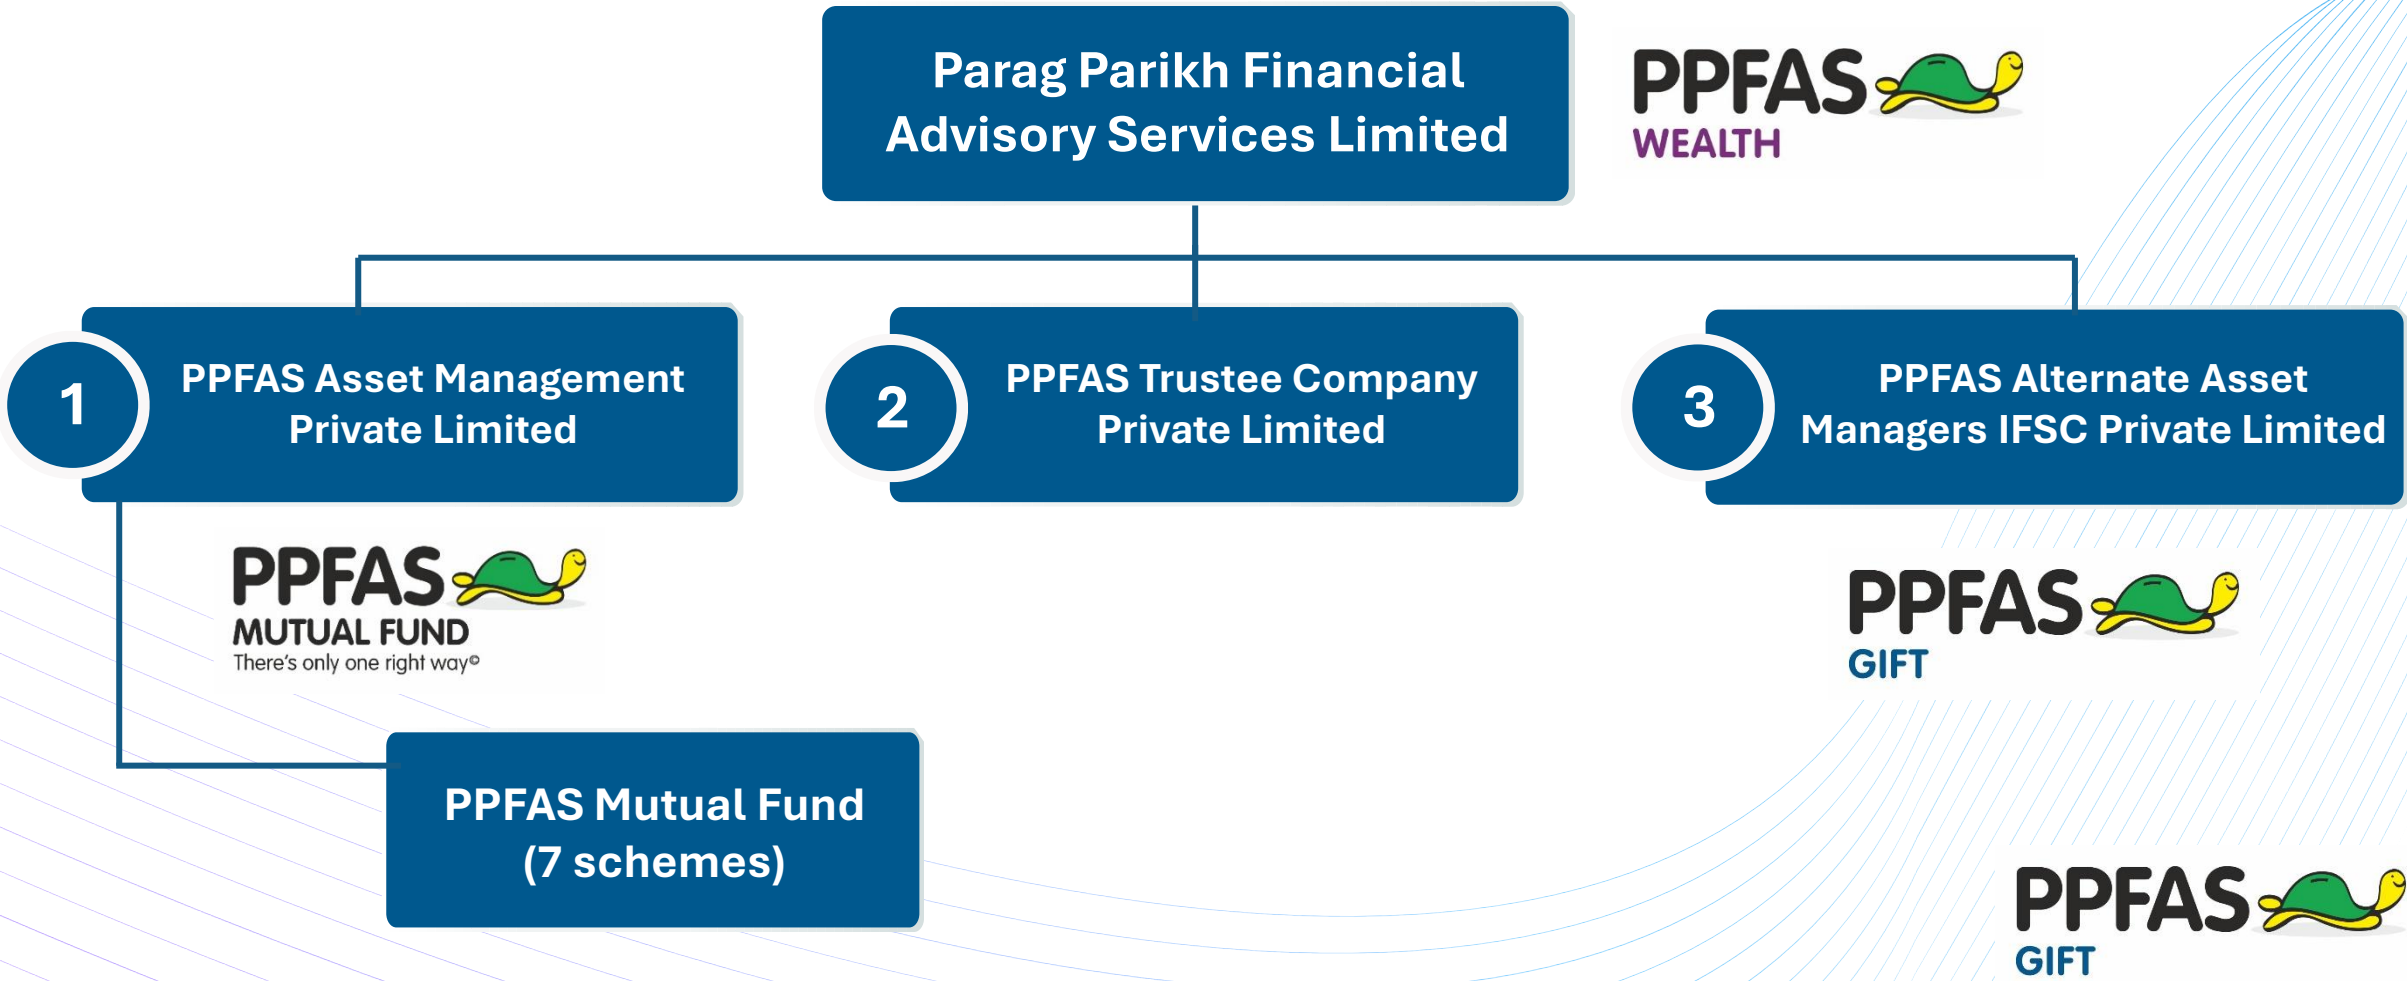 Parag Parikh Financial
Advisory Services Limited
PPFAS
WEALTH
1
PPFAS Asset Management
Private Limited
2
PPFAS Trustee Company
Private Limited
3
PPFAS Alternate Asset
Managers IFSC Private Limited
PPFAS
MUTUAL FUND
There's only one right way©
PPFAS
GIFT
PPFAS Mutual Fund
(7 schemes)
PPFAS
GIFT